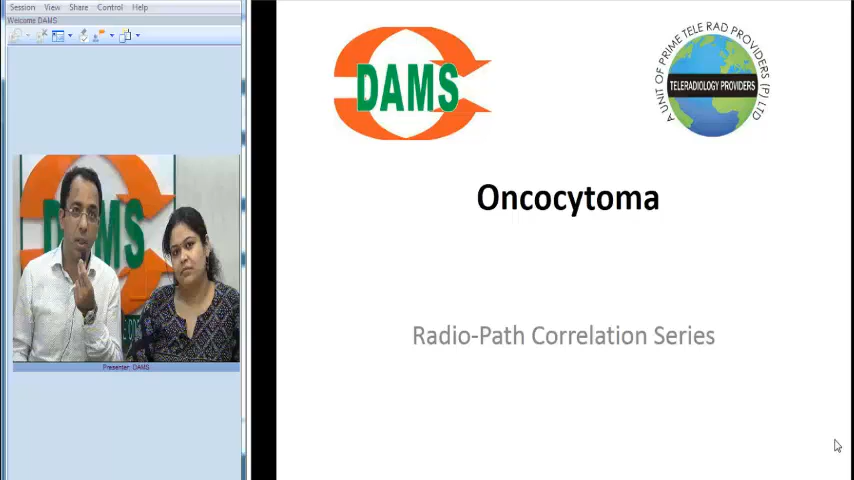 Session View Share Control Help
Welcome DAMS
DAMS
Presenter: DAMS
DAMS
A UNIT OF PRIME TELE RAD PROVIDERS (P) LTD
TELERADIOLOGY PROVIDERS
Oncocytoma
Radio-Path Correlation Series